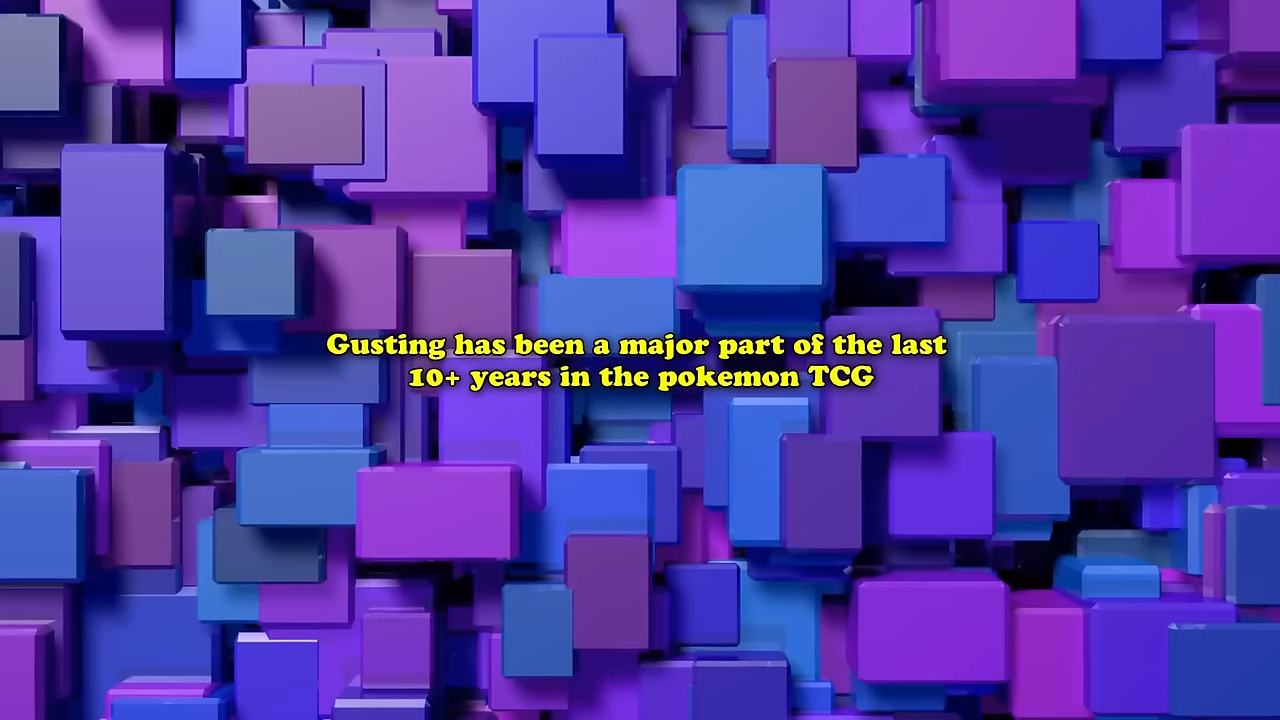 Gusting has been a major part of the last
10+ years in the pokemon TCG